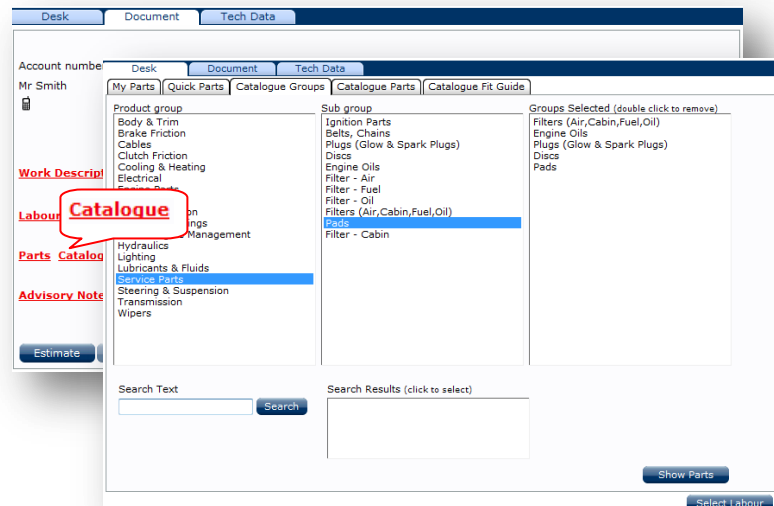 Desk Document Tech Data
Account numbe
Mr Smith
Work Descript
Labour
Parts Catalog
Advisory Note
Estimate
Catalogue
Desk Document Tech Data
My Parts Quick Parts Catalogue Groups Catalogue Parts Catalogue Fit Guide
Product group
Body & Trim
Brake Friction
Cables
Clutch Friction
Cooling & Heating
Electrical
on
ings
Management
Hydraulics
Lighting
Lubricants & Fluids
Service Parts
Steering & Suspension
Transmission
Wipers
Sub group
Ignition Parts
Belts, Chains
Plugs (Glow & Spark Plugs)
Discs
Engine Oils
Filter - Air
Filter - Fuel
Filter - Oil
Filters (Air,Cabin,Fuel,Oil)
Pads
Filter - Cabin
Groups Selected (double click to remove)
Filters (Air,Cabin,Fuel,Oil)
Engine Oils
Plugs (Glow & Spark Plugs)
Discs
Pads
Search Text
Search
Search Results (click to select)
Show Parts
Select Labour